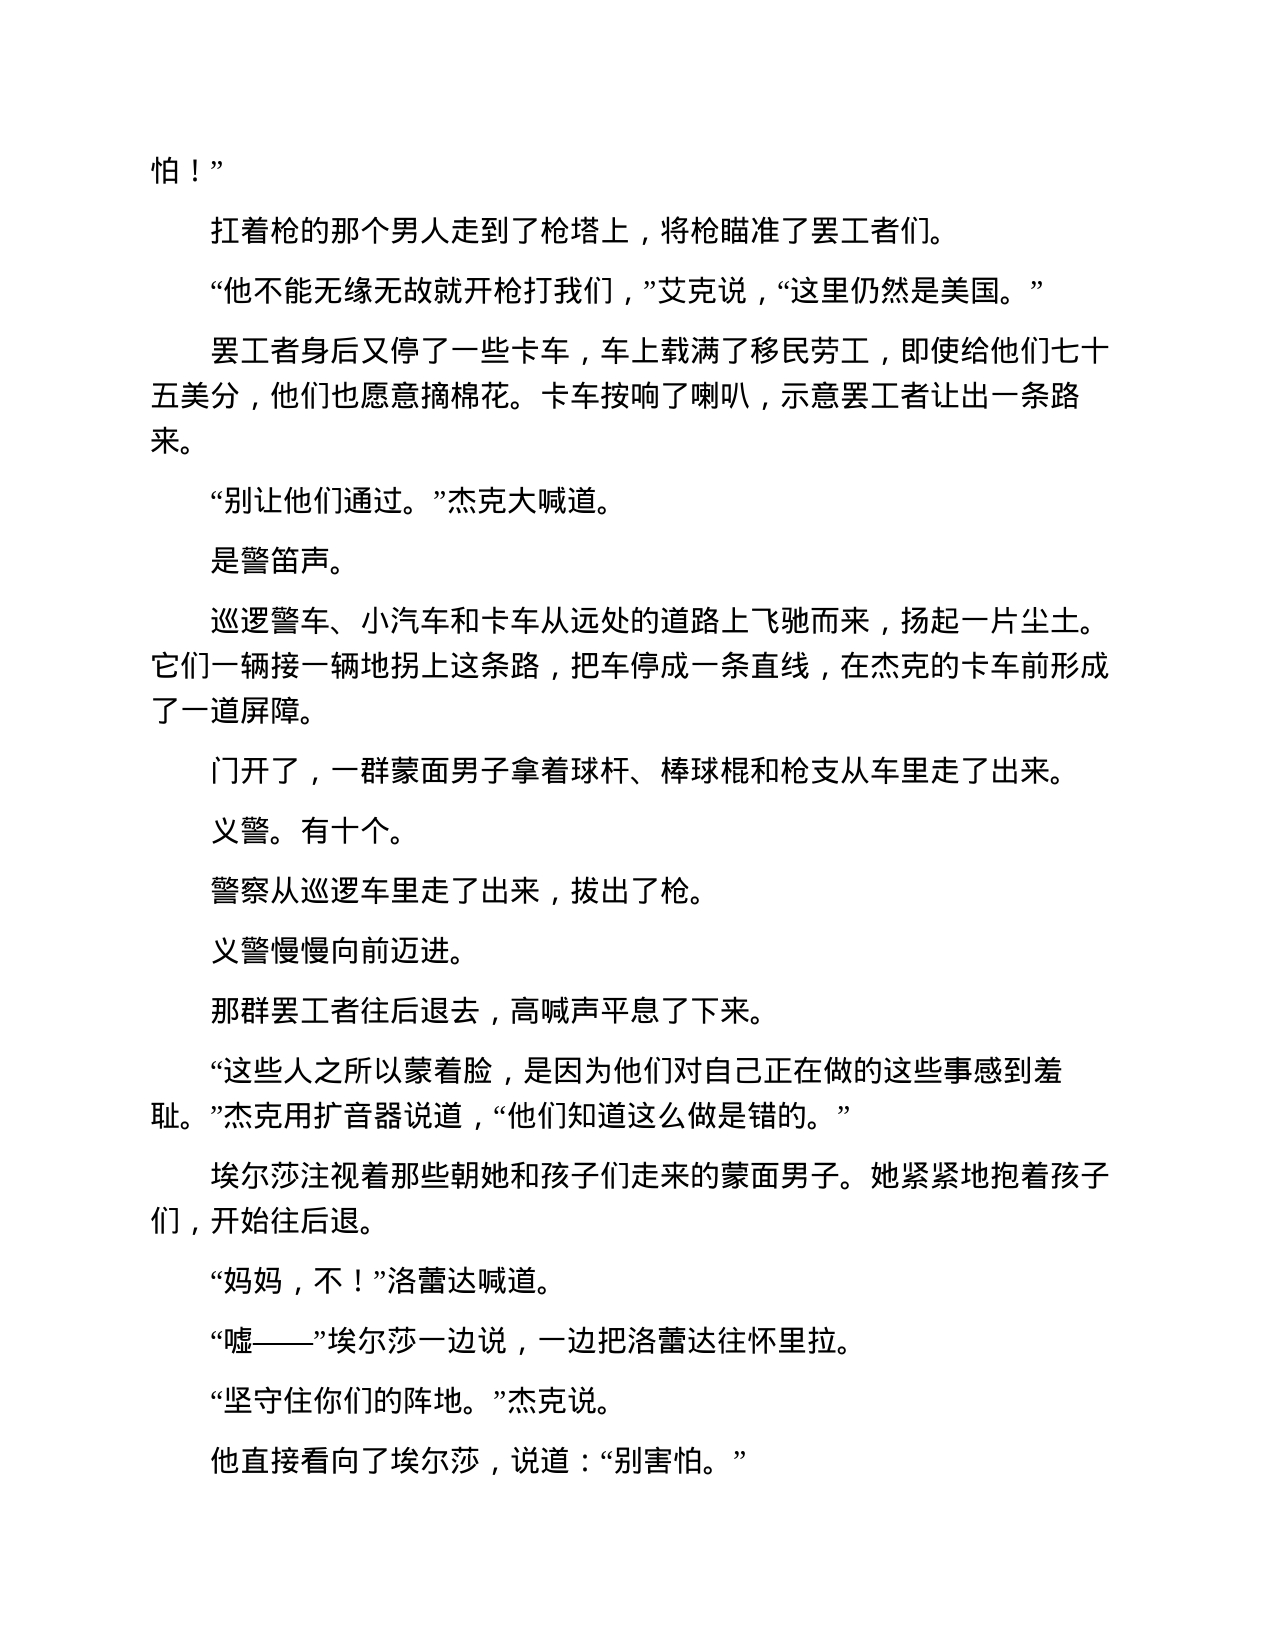 怕！”
扛着枪的那个男人走到了枪塔上，将枪瞄准了罢工者们。
“他不能无缘无故就开枪打我们，”艾克说，“这里仍然是美国。”
罢工者身后又停了一些卡车，车上载满了移民劳工，即使给他们七十
五美分，他们也愿意摘棉花。卡车按响了喇叭，示意罢工者让出一条路
来。
“别让他们通过。”杰克大喊道。
是警笛声。
巡逻警车、小汽车和卡车从远处的道路上飞驰而来，扬起一片尘土。
它们一辆接一辆地拐上这条路，把车停成一条直线，在杰克的卡车前形成
了一道屏障。
门开了，一群蒙面男子拿着球杆、棒球棍和枪支从车里走了出来。
义警。有十个。
警察从巡逻车里走了出来，拔出了枪。
义警慢慢向前迈进。
那群罢工者往后退去，高喊声平息了下来。
“这些人之所以蒙着脸，是因为他们对自己正在做的这些事感到羞
耻。”杰克用扩音器说道，“他们知道这么做是错的。”
埃尔莎注视着那些朝她和孩子们走来的蒙面男子。她紧紧地抱着孩子
们，开始往后退。
“妈妈，不！”洛蕾达喊道。
“嘘——”埃尔莎一边说，一边把洛蕾达往怀里拉。
“坚守住你们的阵地。”杰克说。
他直接看向了埃尔莎，说道：“别害怕。”